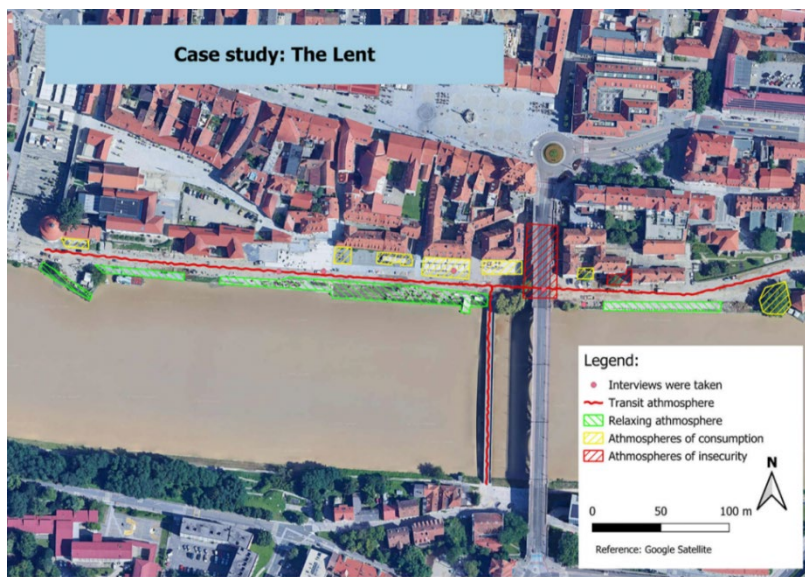 Case study: The Lent
Legend:
Interviews were taken
Transit athmosphere
Relaxing athmosphere
Athmospheres of consumption
Athmospheres of insecurity
N
0 50 100 m
Reference: Google Satellite